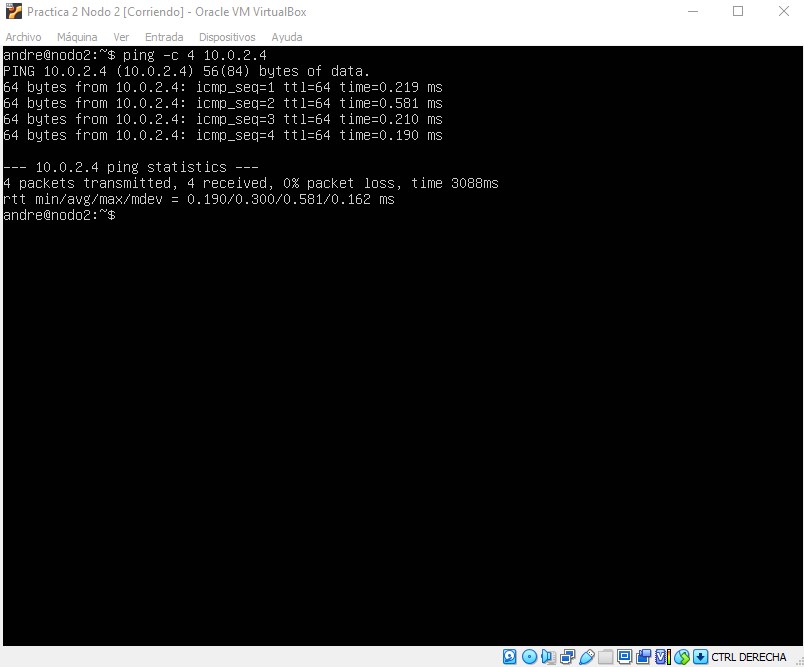 Practica 2 Nodo 2 [Corriendo] - Oracle VM VirtualBox
Archivo Máquina Ver Entrada Dispositivos Ayuda
andre@nodo2:~$ ping -c 4 10.0.2.4
PING 10.0.2.4 (10.0.2.4) 56(84) bytes of data.
64 bytes from 10.0.2.4: icmp_seq=1 ttl=64 time=0.219 ms
64 bytes from 10.0.2.4: icmp_seq=2 ttl=64 time=0.581 ms
64 bytes from 10.0.2.4: icmp_seq=3 ttl=64 time=0.210 ms
64 bytes from 10.0.2.4: icmp_seq=4 ttl=64 time=0.190 ms
--- 10.0.2.4 ping statistics ---
4 packets transmitted, 4 received, 0% packet loss, time 3088ms
rtt min/avg/max/mdev = 0.190/0.300/0.581/0.162 ms
andre@nodo2:~$
CTRL DERECHA